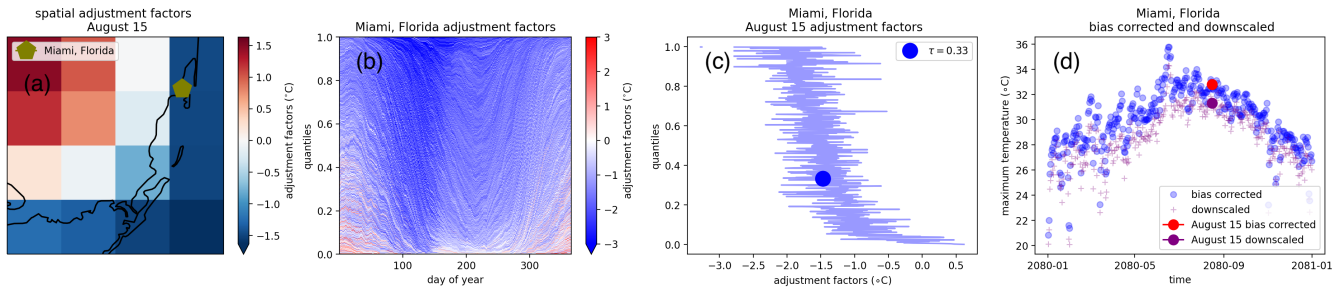 spatial adjustment factors
August 15
Miami, Florida
(a)
1.5
1.0
0.5
0.0
−0.5
−1.0
−1.5
adjustment factors (°C)
Miami, Florida adjustment factors
(b)
1.0
0.8
0.6
0.4
0.2
0.0
quantiles
100
200
300
day of year
3
2
1
0
−1
−2
−3
adjustment factors (°C)
Miami, Florida
August 15 adjustment factors
(c)
τ = 0.33
1.0
0.8
0.6
0.4
0.2
0.0
quantiles
−3.0
−2.5
−2.0
−1.5
−1.0
−0.5
0.0
0.5
adjustment factors (∘C)
Miami, Florida
bias corrected and downscaled
(d)
36
34
32
30
28
26
24
22
20
maximum temperature (∘C)
bias corrected
downscaled
August 15 bias corrected
August 15 downscaled
2080-01
2080-05
2080-09
2081-01
time